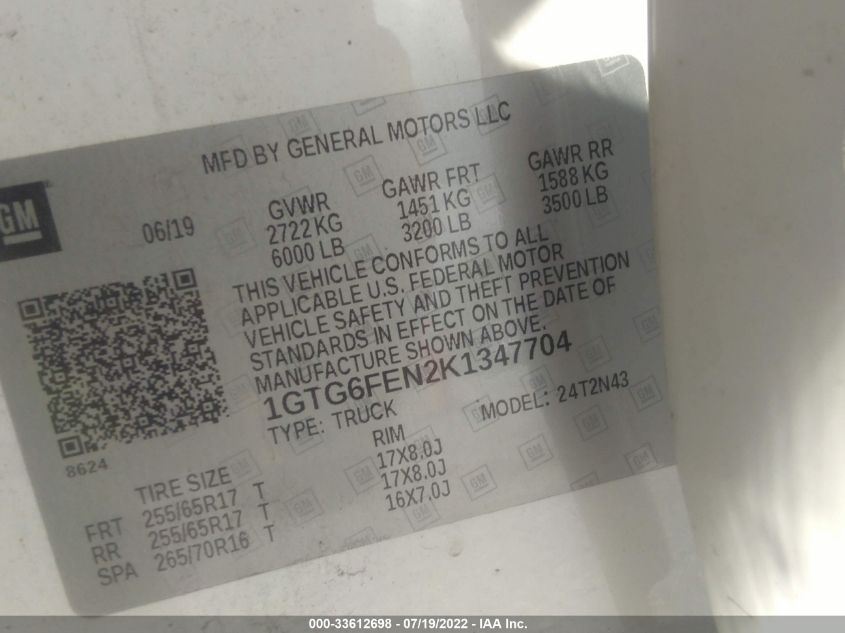 MFD BY GENERAL MOTORS LLC
GM
06/19
GVWR
2722 KG
6000 LB
GAWR FRT
1451 KG
3200 LB
GAWR RR
1588 KG
3500 LB
THIS VEHICLE CONFORMS TO ALL
APPLICABLE U.S. FEDERAL MOTOR
VEHICLE SAFETY AND THEFT PREVENTION
STANDARDS IN EFFECT ON THE DATE OF
MANUFACTURE SHOWN ABOVE.
1GTG6FEN2K1347704
TYPE: TRUCK
MODEL: 24T2N43
8624
TIRE SIZE RIM
FRT 255/65R17 T 17X8.0J
RR 255/65R17 T 17X8.0J
SPA 265/70R16 T 16X7.0J
000-33612698 - 07/19/2022 - IAA Inc.